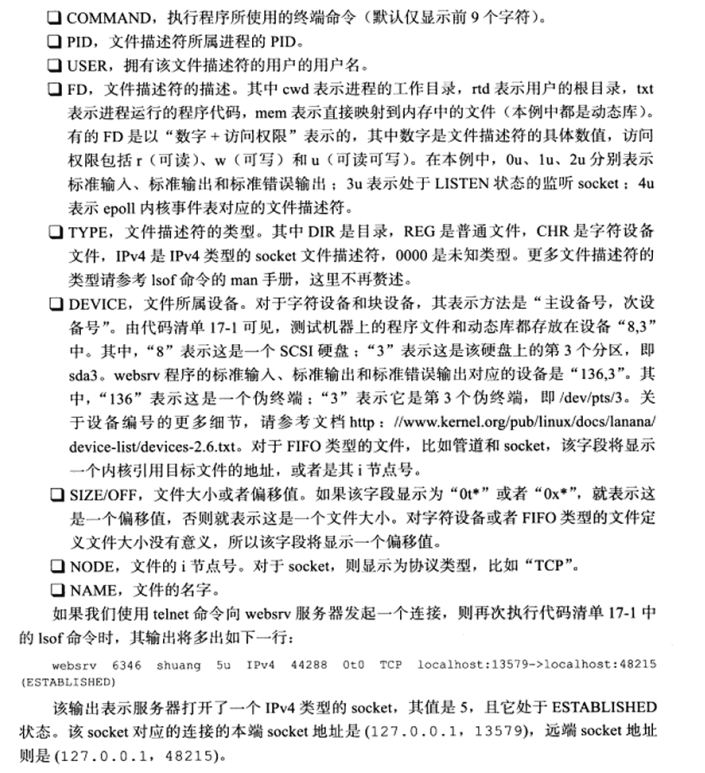 ❑ COMMAND，执行程序所使用的终端命令（默认仅显示前 9 个字符）。
❑ PID，文件描述符所属进程的 PID。
❑ USER，拥有该文件描述符的用户的用户名。
❑ FD，文件描述符的描述。其中 cwd 表示进程的工作目录，rtd 表示用户的根目录，txt
表示进程运行的程序代码，mem 表示直接映射到内存中的文件（本例中都是动态库）。
有的 FD 是以“数字 + 访问权限”表示的，其中数字是文件描述符的具体数值，访问
权限包括 r（可读）、w（可写）和 u（可读可写）。在本例中，0u、1u、2u 分别表示
标准输入、标准输出和标准错误输出；3u 表示处于 LISTEN 状态的监听 socket；4u
表示 epoll 内核事件表对应的文件描述符。
❑ TYPE，文件描述符的类型。其中 DIR 是目录，REG 是普通文件，CHR 是字符设备
文件，IPv4 是 IPv4 类型的 socket 文件描述符，0000 是未知类型。更多文件描述符的
类型请参考 lsof 命令的 man 手册，这里不再赘述。
❑ DEVICE，文件所属设备。对于字符设备和块设备，其表示方法是“主设备号，次设
备号”。由代码清单 17-1 可见，测试机器上的程序文件和动态库都存放在设备“8,3”
中。其中，“8”表示这是一个 SCSI 硬盘；“3”表示这是该硬盘上的第 3 个分区，即
sda3。websrv 程序的标准输入、标准输出和标准错误输出对应的设备是“136,3”。其
中，“136”表示这是一个伪终端；“3”表示它是第 3 个伪终端，即 /dev/pts/3。关
于设备编号的更多细节，请参考文档 http：//www.kernel.org/pub/linux/docs/lanana/
device-list/devices-2.6.txt。对于 FIFO 类型的文件，比如管道和 socket，该字段将显示
一个内核引用目标文件的地址，或者是其 i 节点号。
❑ SIZE/OFF，文件大小或者偏移值。如果该字段显示为“0t*”或者“0x*”，就表示这
是一个偏移值，否则就表示这是一个文件大小。对字符设备或者 FIFO 类型的文件定
义文件大小没有意义，所以该字段将显示一个偏移值。
❑ NODE，文件的 i 节点号。对于 socket，则显示为协议类型，比如“TCP”。
❑ NAME，文件的名字。
如果我们使用 telnet 命令向 websrv 服务器发起一个连接，则再次执行代码清单 17-1 中
的 lsof 命令时，其输出将多出如下一行：
websrv 6346 shuang 5u IPv4 44288 0t0 TCP localhost:13579->localhost:48215
(ESTABLISHED)
该输出表示服务器打开了一个 IPv4 类型的 socket，其值是 5，且它处于 ESTABLISHED
状态。该 socket 对应的连接的本端 socket 地址是 (127.0.0.1, 13579)，远端 socket 地址
则是 (127.0.0.1, 48215)。